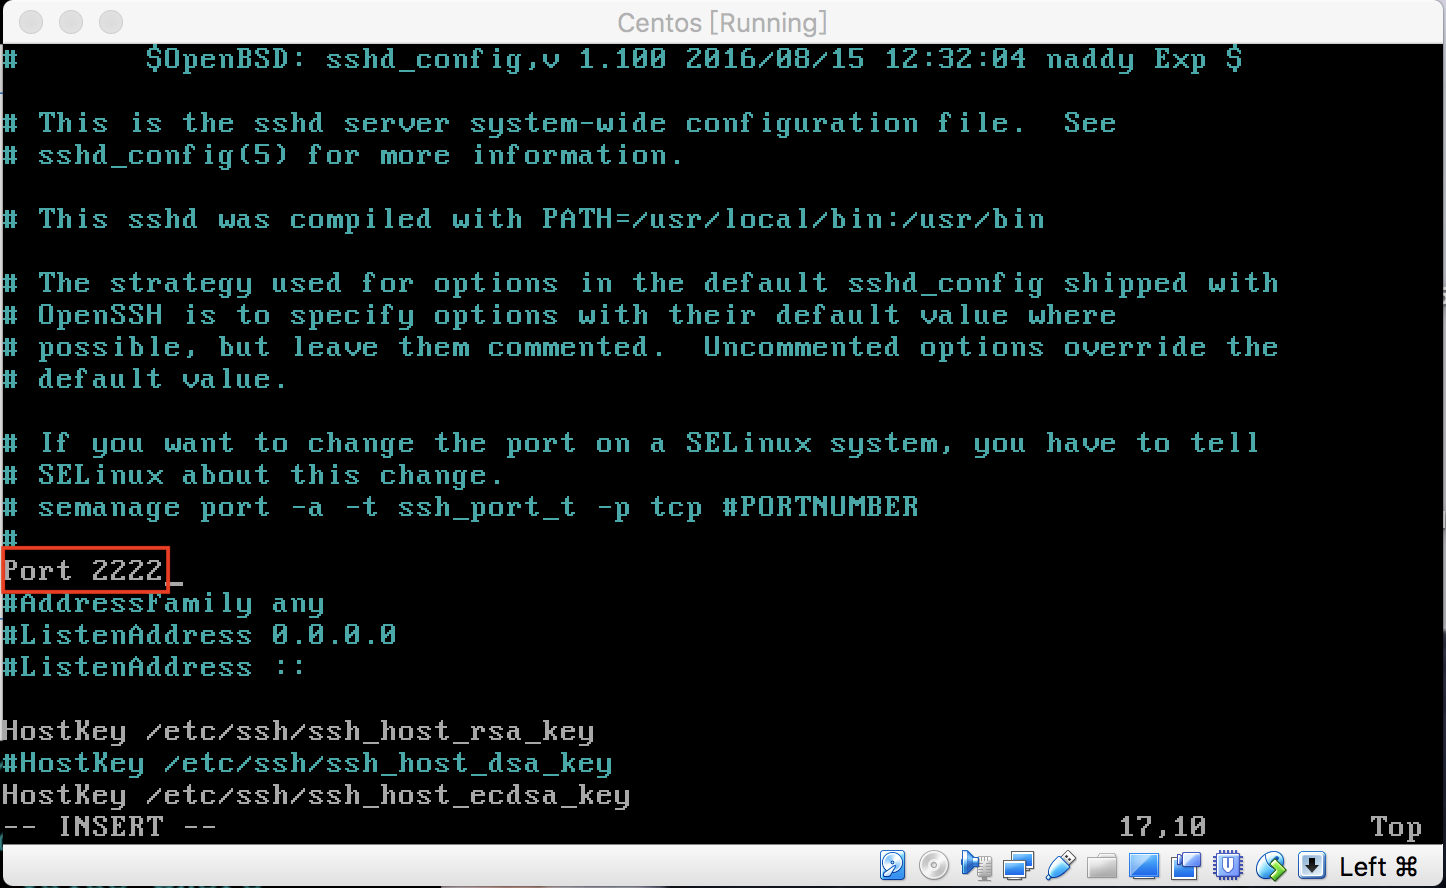 Centos [Running]
#       $OpenBSD: sshd_config,v 1.100 2016/08/15 12:32:04 naddy Exp $
# This is the sshd server system-wide configuration file.  See
# sshd_config(5) for more information.
# This sshd was compiled with PATH=/usr/local/bin:/usr/bin
# The strategy used for options in the default sshd_config shipped with
# OpenSSH is to specify options with their default value where
# possible, but leave them commented.  Uncommented options override the
# default value.
# If you want to change the port on a SELinux system, you have to tell
# SELinux about this change.
# semanage port -a -t ssh_port_t -p tcp #PORTNUMBER
#
Port 2222
#AddressFamily any
#ListenAddress 0.0.0.0
#ListenAddress ::
HostKey /etc/ssh/ssh_host_rsa_key
#HostKey /etc/ssh/ssh_host_dsa_key
HostKey /etc/ssh/ssh_host_ecdsa_key
-- INSERT -- 17,10 Top
Left ⌘